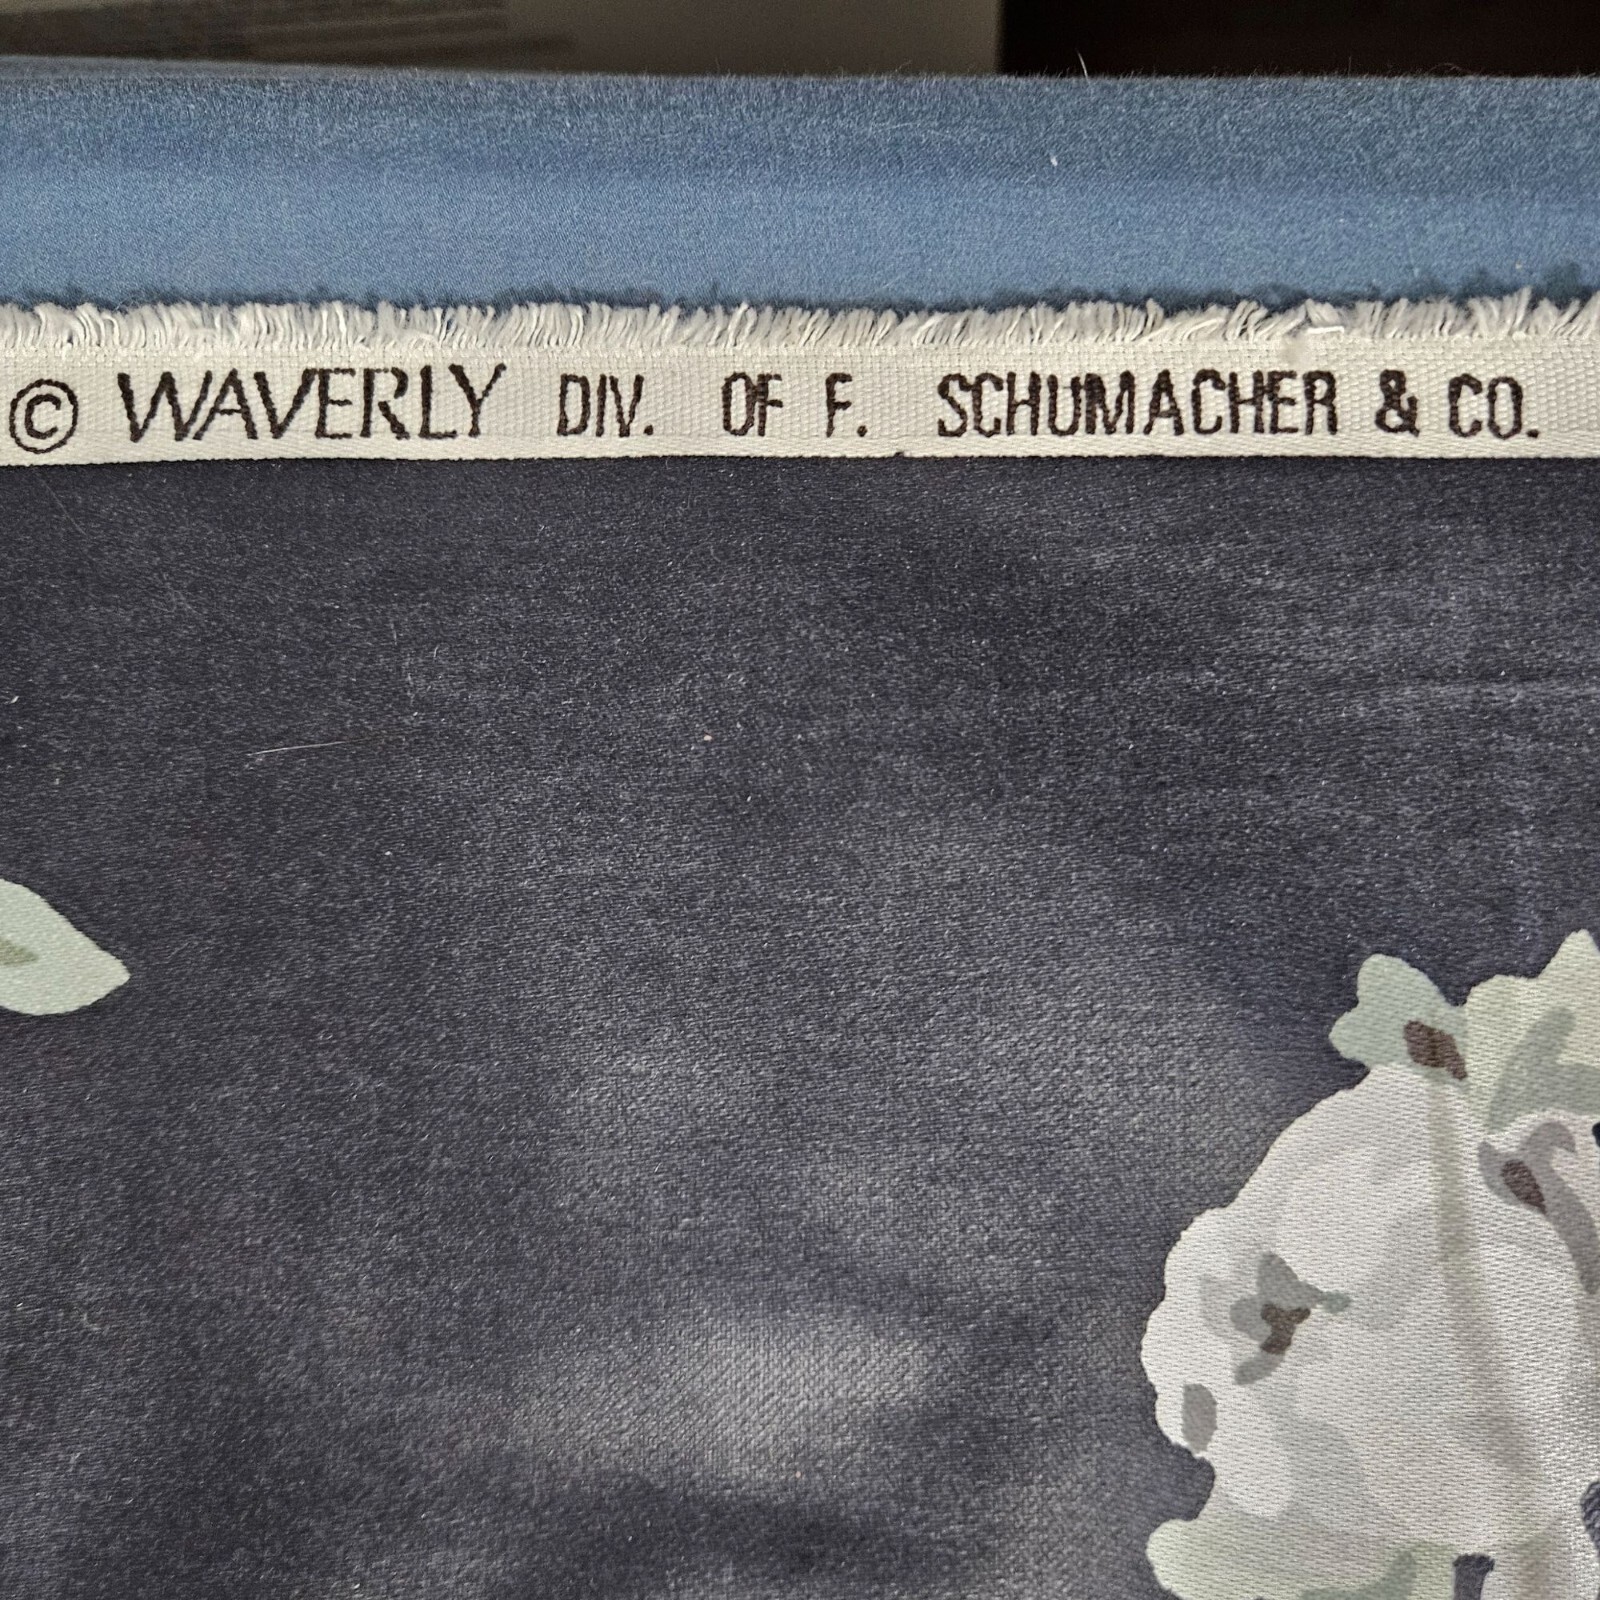 © WAVERLY DIV. OF F. SCHUMACHER & CO.